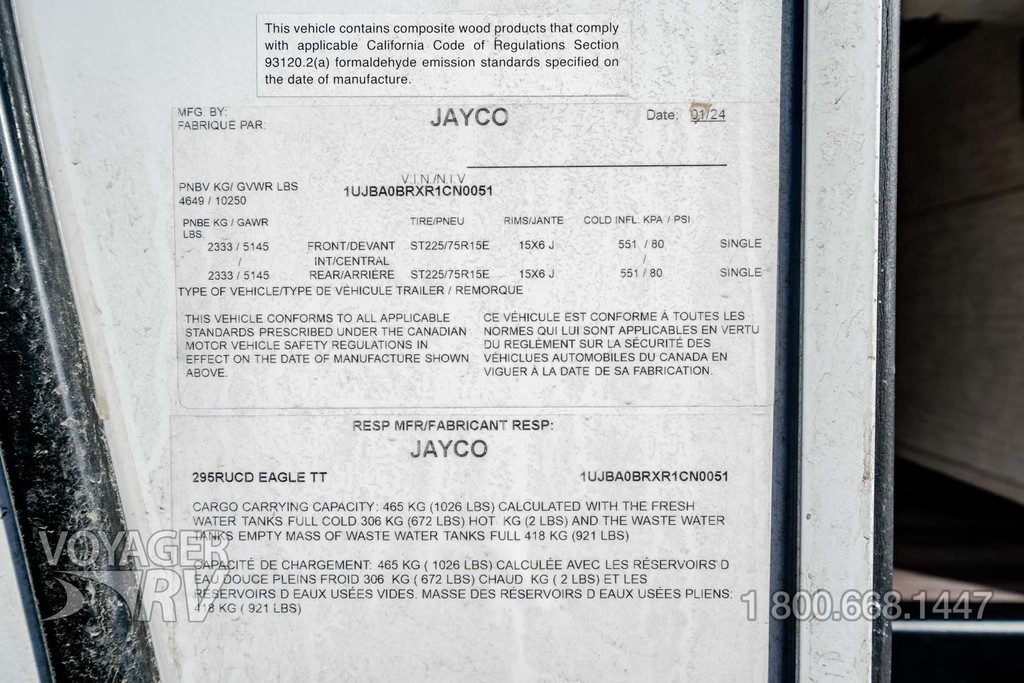 This vehicle contains composite wood products that comply
with applicable California Code of Regulations Section
93120.2(a) formaldehyde emission standards specified on
the date of manufacture.
MFG. BY: JAYCO Date: 01/24
FABRIQUE PAR:
V.I.N./N.I.V
PNBV KG/ GVWR LBS 1UJBA0BRXR1CN0051
4649 / 10250
PNBE KG / GAWR TIRE/PNEU RIMS/JANTE COLD INFL. KPA / PSI
LBS.
2333 / 5145 FRONT/DEVANT ST225/75R15E 15X6 J 551 / 80 SINGLE
/ INT/CENTRAL /
2333 / 5145 REAR/ARRIÈRE ST225/75R15E 15X6 J 551 / 80 SINGLE
TYPE OF VEHICLE/TYPE DE VÉHICULE TRAILER / REMORQUE
THIS VEHICLE CONFORMS TO ALL APPLICABLE
STANDARDS PRESCRIBED UNDER THE CANADIAN
MOTOR VEHICLE SAFETY REGULATIONS IN
EFFECT ON THE DATE OF MANUFACTURE SHOWN
ABOVE.
CE VÉHICULE EST CONFORME À TOUTES LES
NORMES QUI LUI SONT APPLICABLES EN VERTU
DU REGLÉMENT SUR LA SÉCURITÉ DES
VÉHICLUES AUTOMOBILES DU CANADA EN
VIGUER À LA DATE DE SA FABRICATION.
RESP MFR/FABRICANT RESP:
JAYCO
295RUCD EAGLE TT 1UJBA0BRXR1CN0051
CARGO CARRYING CAPACITY: 465 KG (1026 LBS) CALCULATED WITH THE FRESH
WATER TANKS FULL COLD 306 KG (672 LBS) HOT KG (2 LBS) AND THE WASTE WATER
TANKS EMPTY MASS OF WASTE WATER TANKS FULL 418 KG (921 LBS)
CAPACITÉ DE CHARGEMENT: 465 KG ( 1026 LBS) CALCULÉE AVEC LES RÉSERVOIRS D
EAU DOUCE PLEINS FROID 306 KG ( 672 LBS) CHAUD KG ( 2 LBS) ET LES
RÉSERVOIRS D EAUX USÉES VIDES. MASSE DES RÉSERVOIRS D EAUX USÉES PLIENS:
418 KG ( 921 LBS)
VOYAGER
RV
1 800.668.1447